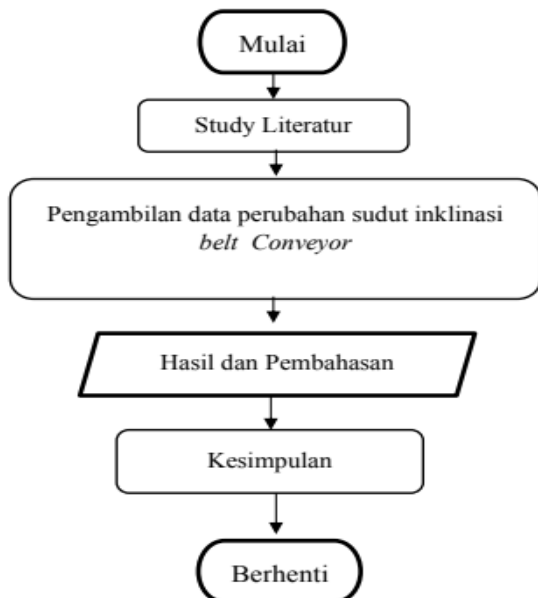 Mulai
Study Literatur
Pengambilan data perubahan sudut inklinasi
belt Conveyor
Hasil dan Pembahasan
Kesimpulan
Berhenti